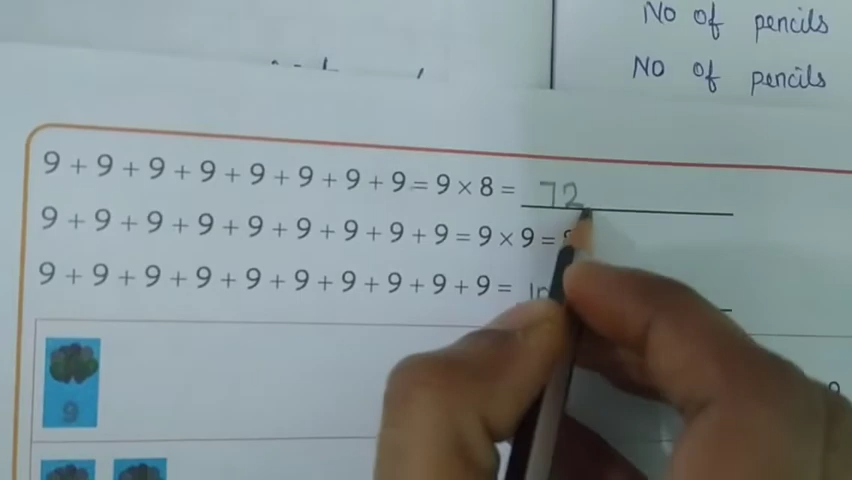 No of pencils
No of pencils
9 + 9 + 9 + 9 + 9 + 9 + 9 + 9 = 9 × 8 = 72
9 + 9 + 9 + 9 + 9 + 9 + 9 + 9 + 9 = 9 × 9 =
9 + 9 + 9 + 9 + 9 + 9 + 9 + 9 + 9 + 9 =
9